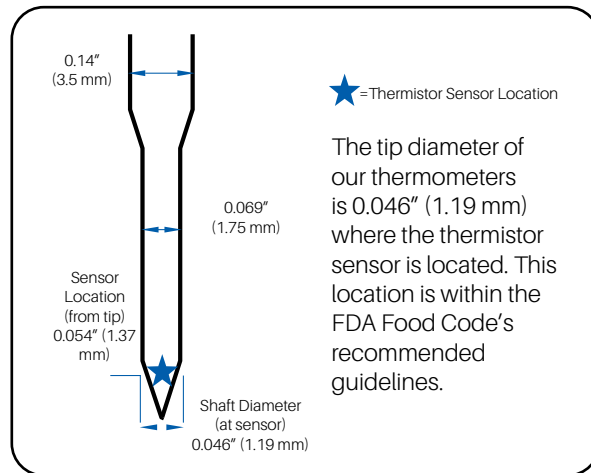 0.14″
(3.5 mm)
=Thermistor Sensor Location
The tip diameter of
our thermometers
is 0.046″ (1.19 mm)
where the thermistor
sensor is located. This
location is within the
FDA Food Code’s
recommended
guidelines.
0.069″
(1.75 mm)
Sensor
Location
(from tip)
0.054″ (1.37
mm)
Shaft Diameter
(at sensor)
0.046″ (1.19 mm)